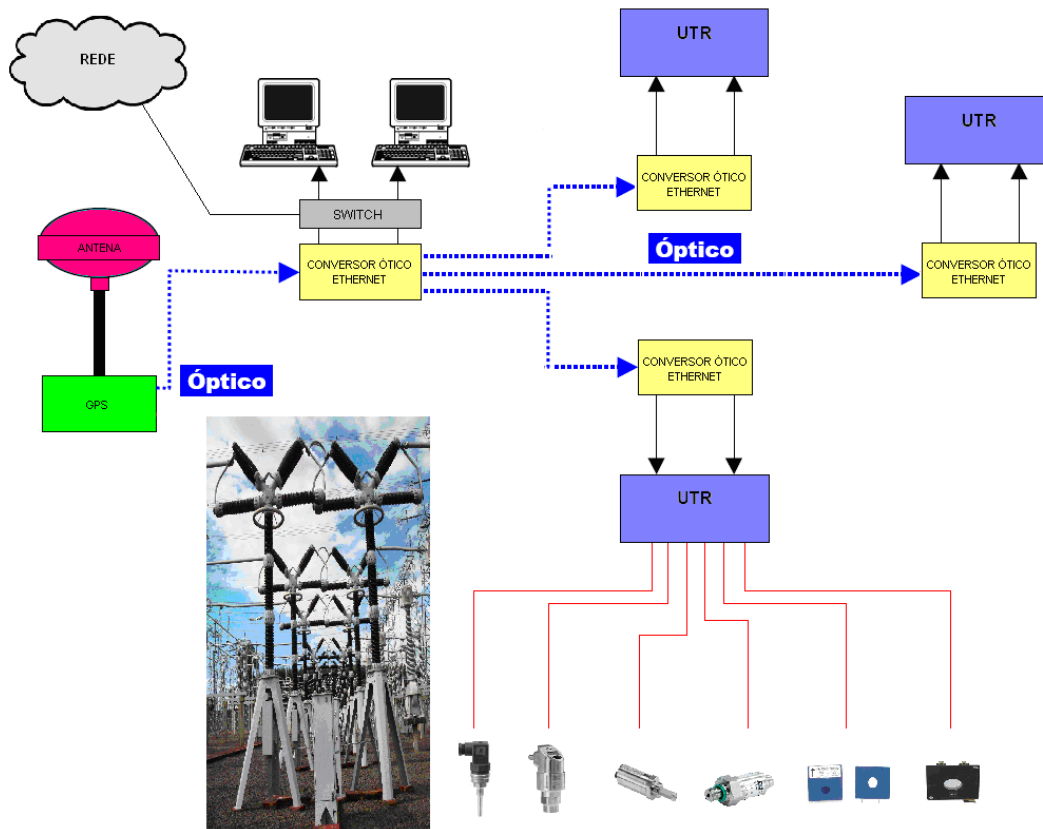 REDE
UTR
UTR
CONVERSOR ÓTICO
ETHERNET
SWITCH
ANTENA
CONVERSOR ÓTICO
ETHERNET
Óptico
CONVERSOR ÓTICO
ETHERNET
CONVERSOR ÓTICO
ETHERNET
Óptico
GPS
UTR